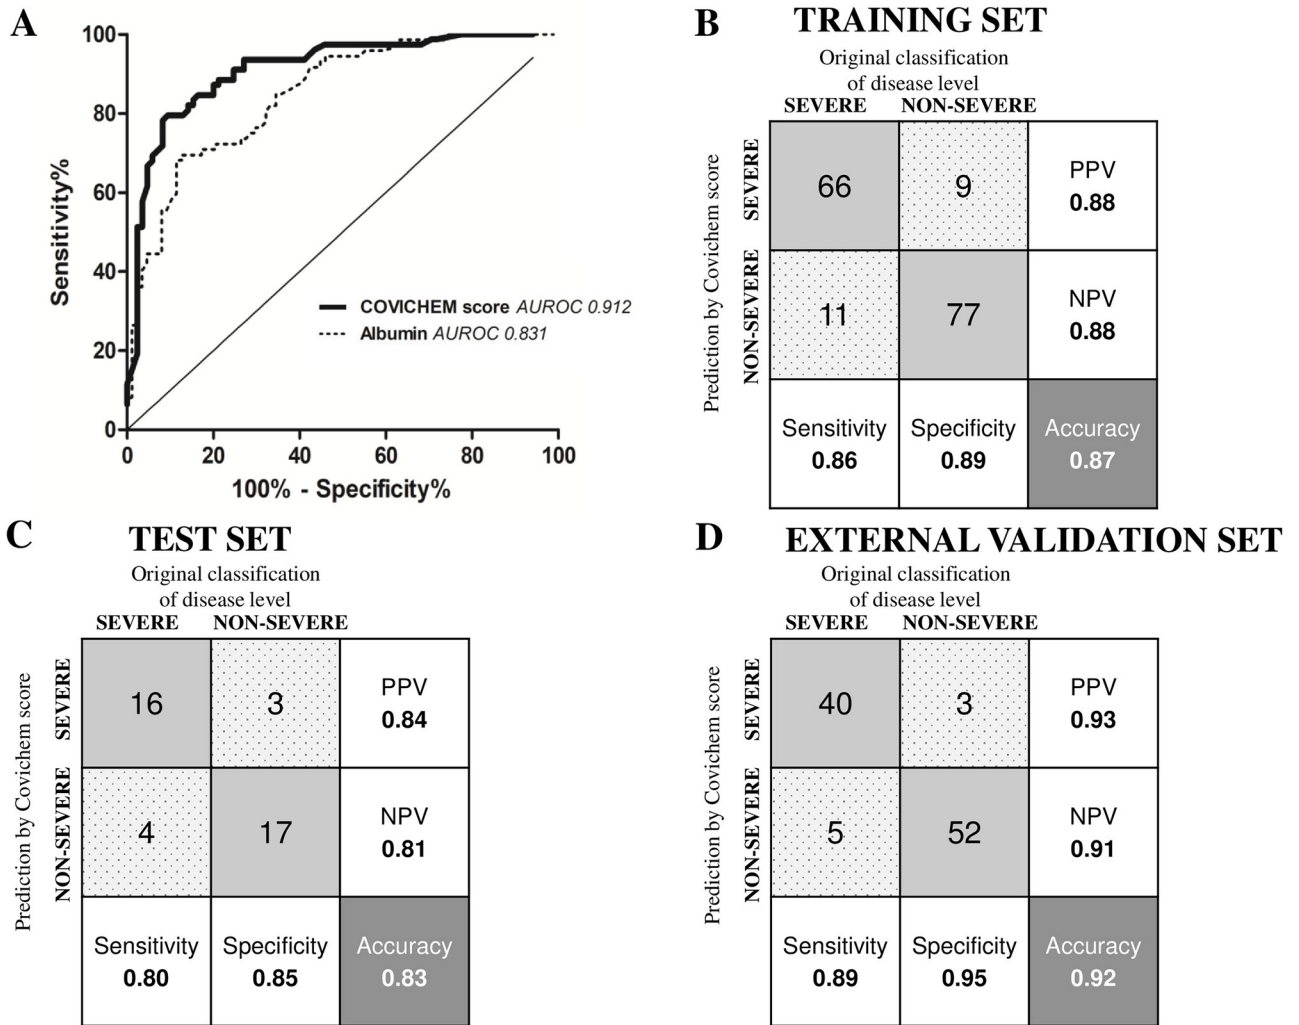 A
100
80
60
40
20
0
Sensitivity%
COVICHEM score AUROC 0.912
Albumin AUROC 0.831
0 20 40 60 80 100
100% - Specificity%
B TRAINING SET
Original classification
of disease level
SEVERE NON-SEVERE
Prediction by Covichem score
SEVERE
NON-SEVERE
66 9 PPV
0.88
11 77 NPV
0.88
Sensitivity Specificity Accuracy
0.86 0.89 0.87
C TEST SET
Original classification
of disease level
SEVERE NON-SEVERE
Prediction by Covichem score
SEVERE
NON-SEVERE
16 3 PPV
0.84
4 17 NPV
0.81
Sensitivity Specificity Accuracy
0.80 0.85 0.83
D EXTERNAL VALIDATION SET
Original classification
of disease level
SEVERE NON-SEVERE
Prediction by Covichem score
SEVERE
NON-SEVERE
40 3 PPV
0.93
5 52 NPV
0.91
Sensitivity Specificity Accuracy
0.89 0.95 0.92